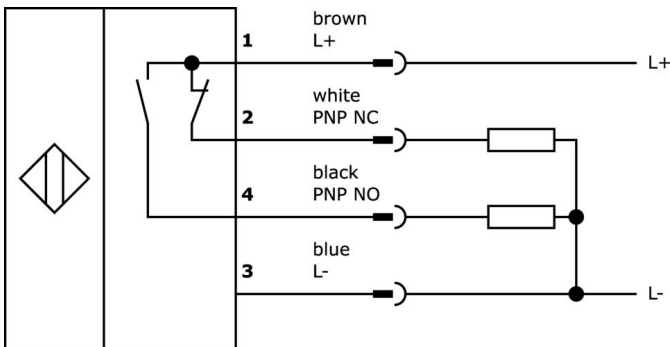 brown
1 L+
L+
white
2 PNP NC
black
4 PNP NO
blue
3 L-
L-